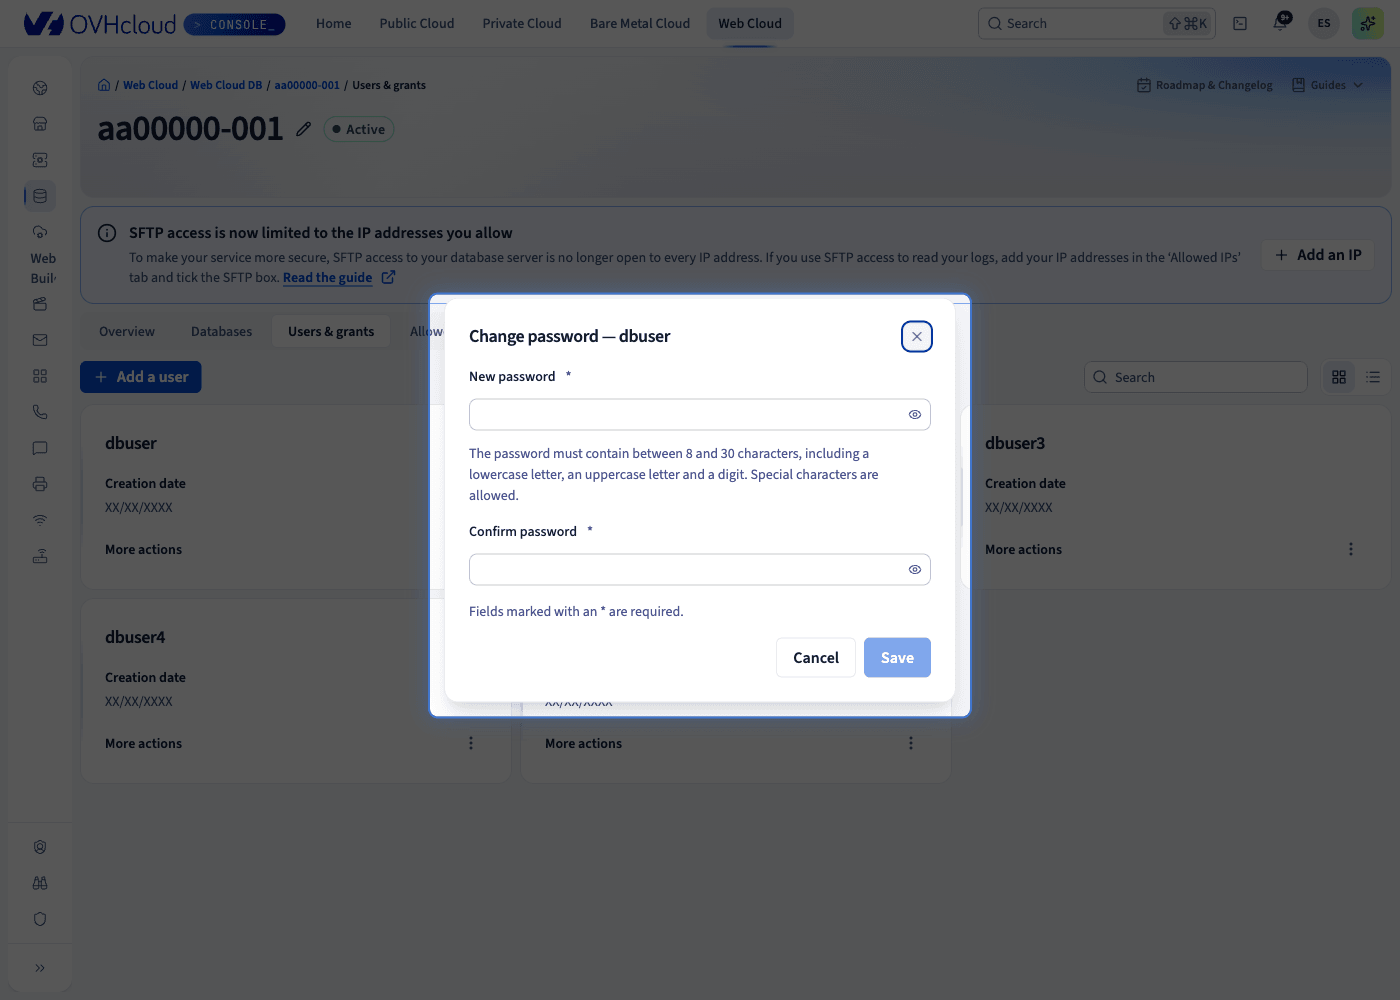 OVHcloud > CONSOLE_ Home Public Cloud Private Cloud Bare Metal Cloud Web Cloud Search ⇧⌘K 9+ ES
/ Web Cloud / Web Cloud DB / aa00000-001 / Users & grants Roadmap & Changelog Guides
aa00000-001 Active
SFTP access is now limited to the IP addresses you allow
To make your service more secure, SFTP access to your database server is no longer open to every IP address. If you use SFTP access to read your logs, add your IP addresses in the ‘Allowed IPs’
tab and tick the SFTP box. Read the guide
+ Add an IP
Web
Buil
Overview Databases Users & grants Allow
+ Add a user Search
Change password — dbuser
New password *
The password must contain between 8 and 30 characters, including a
lowercase letter, an uppercase letter and a digit. Special characters are
allowed.
Confirm password *
Fields marked with an * are required.
Cancel Save
dbuser
Creation date
XX/XX/XXXX
More actions
dbuser3
Creation date
XX/XX/XXXX
More actions
dbuser4
Creation date
XX/XX/XXXX
More actions
XX/XX/XXXX
More actions